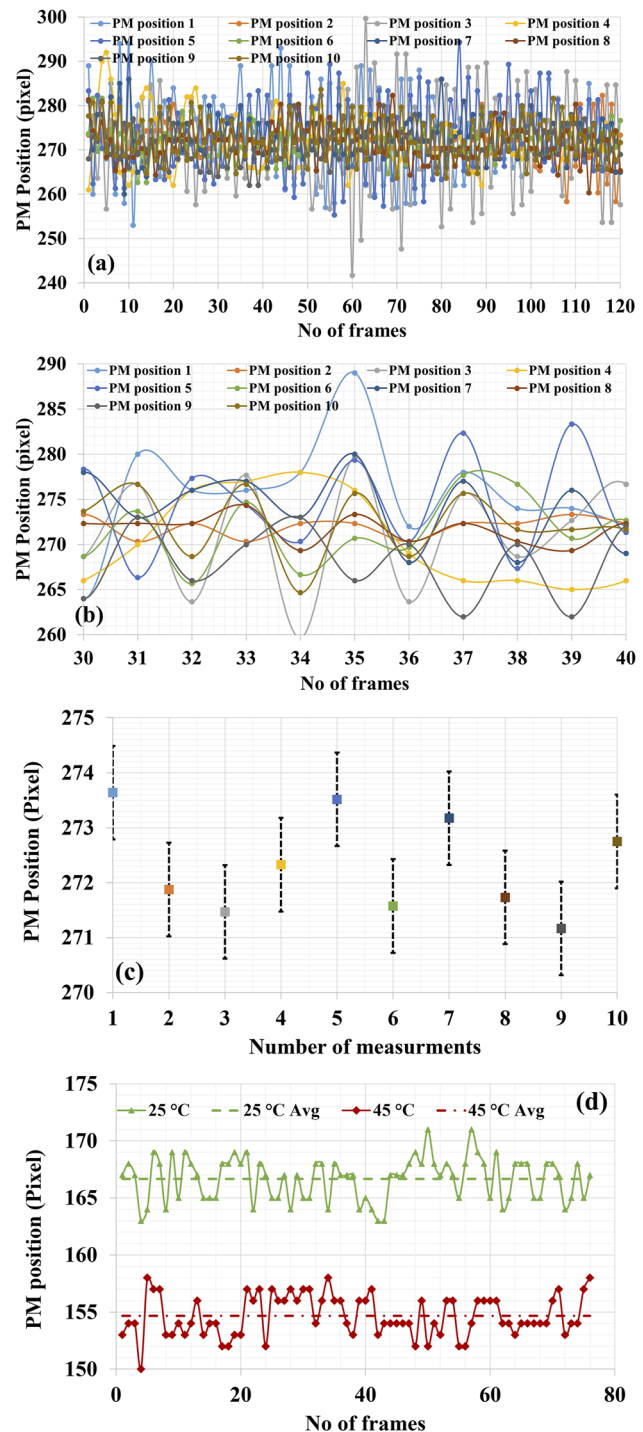 PM position 1 PM position 2 PM position 3 PM position 4
PM position 5 PM position 6 PM position 7 PM position 8
PM position 9 PM position 10
300
290
280
270
260
250
240
PM Position (pixel)
(a)
0 10 20 30 40 50 60 70 80 90 100 110 120
No of frames
PM position 1 PM position 2 PM position 3 PM position 4
PM position 5 PM position 6 PM position 7 PM position 8
PM position 9 PM position 10
290
285
280
275
270
265
260
PM Position (pixel)
(b)
30 31 32 33 34 35 36 37 38 39 40
No of frames
275
274
273
272
271
270
PM Position (Pixel)
(c)
1 2 3 4 5 6 7 8 9 10
Number of measurments
25 °C 25 °C Avg 45 °C 45 °C Avg
(d)
175
170
165
160
155
150
PM position (Pixel)
0 20 40 60 80
No of frames